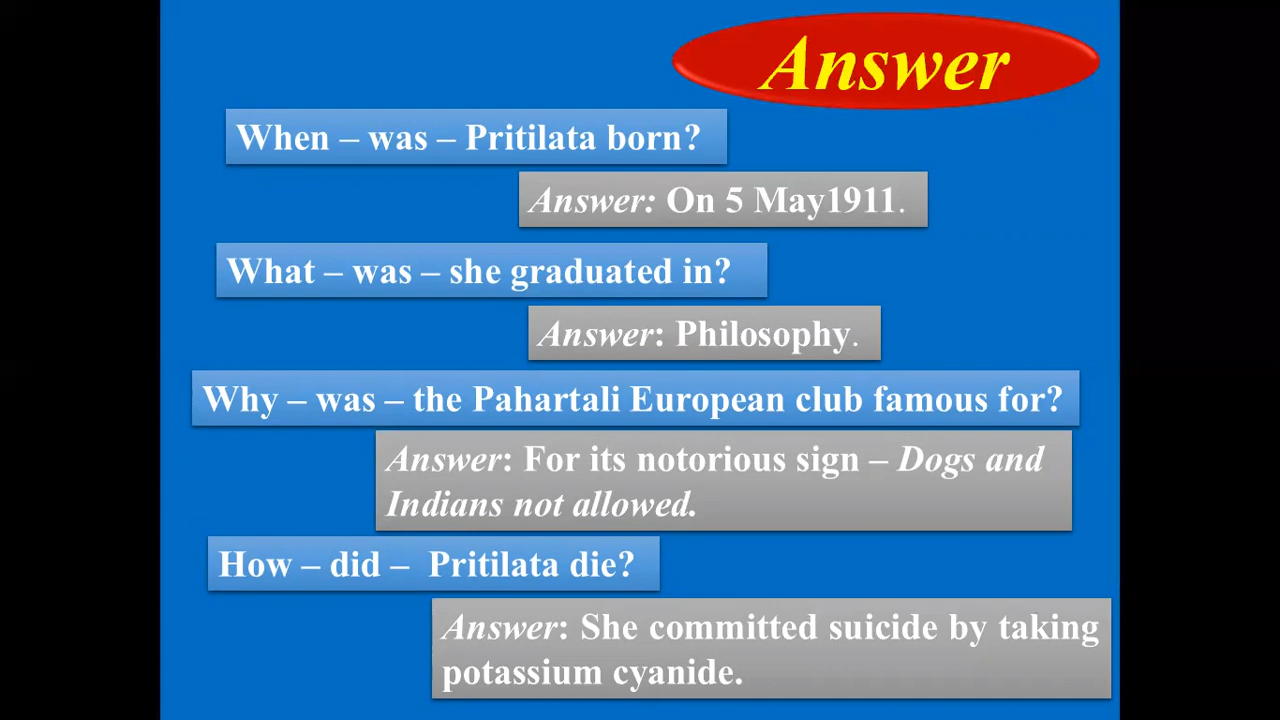 Answer
When – was – Pritilata born?
Answer: On 5 May1911.
What – was – she graduated in?
Answer: Philosophy.
Why – was – the Pahartali European club famous for?
Answer: For its notorious sign – Dogs and
Indians not allowed.
How – did –  Pritilata die?
Answer: She committed suicide by taking
potassium cyanide.